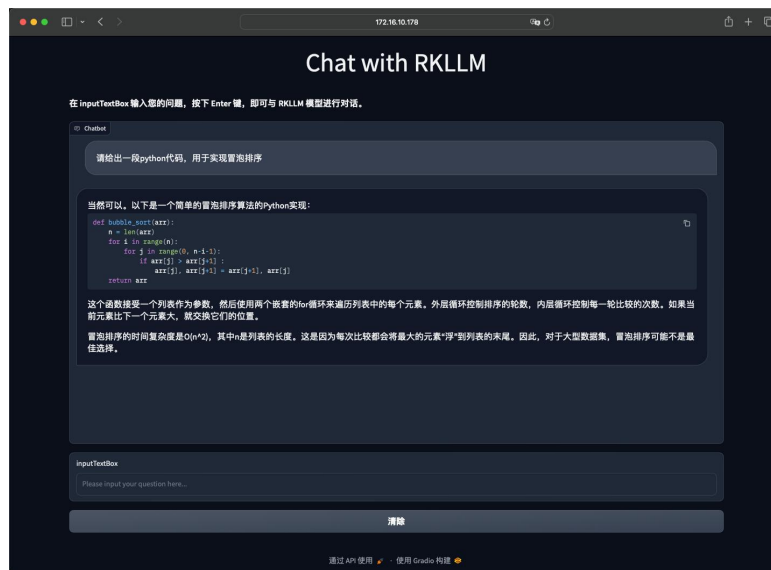 172.16.10.178
Chat with RKLLM
在 inputTextBox 输入您的问题，按下 Enter 键，即可与 RKLLM 模型进行对话。
Chatbot
请给出一段python代码，用于实现冒泡排序
当然可以。以下是一个简单的冒泡排序算法的Python实现：
def bubble_sort(arr):
    n = len(arr)
    for i in range(n):
        for j in range(0, n-i-1):
            if arr[j] > arr[j+1] :
                arr[j], arr[j+1] = arr[j+1], arr[j]
    return arr
这个函数接受一个列表作为参数，然后使用两个嵌套的for循环来遍历列表中的每个元素。外层循环控制排序的轮数，内层循环控制每一轮比较的次数。如果当
前元素比下一个元素大，就交换它们的位置。
冒泡排序的时间复杂度是O(n^2)，其中n是列表的长度。这是因为每次比较都会将最大的元素“浮”到列表的末尾。因此，对于大型数据集，冒泡排序可能不是最
佳选择。
inputTextBox
Please input your question here...
清除
通过 API 使用 · 使用 Gradio 构建